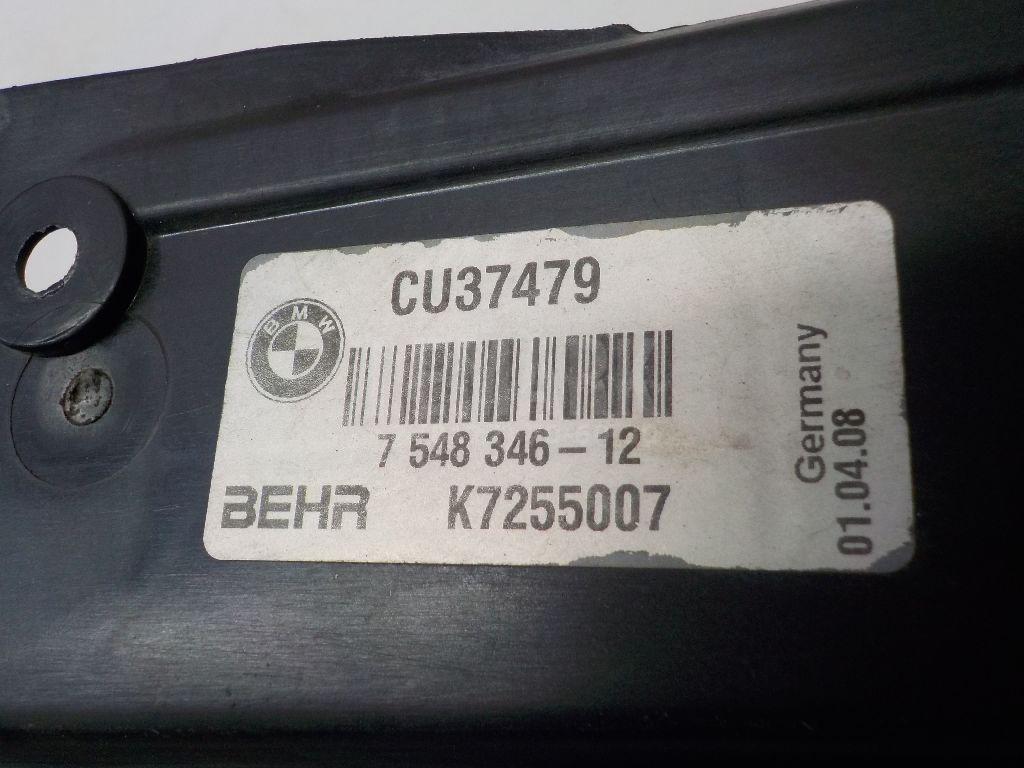 CU37479
BMW
7 548 346 – 12
BEHR K7255007
Germany
01.04.08